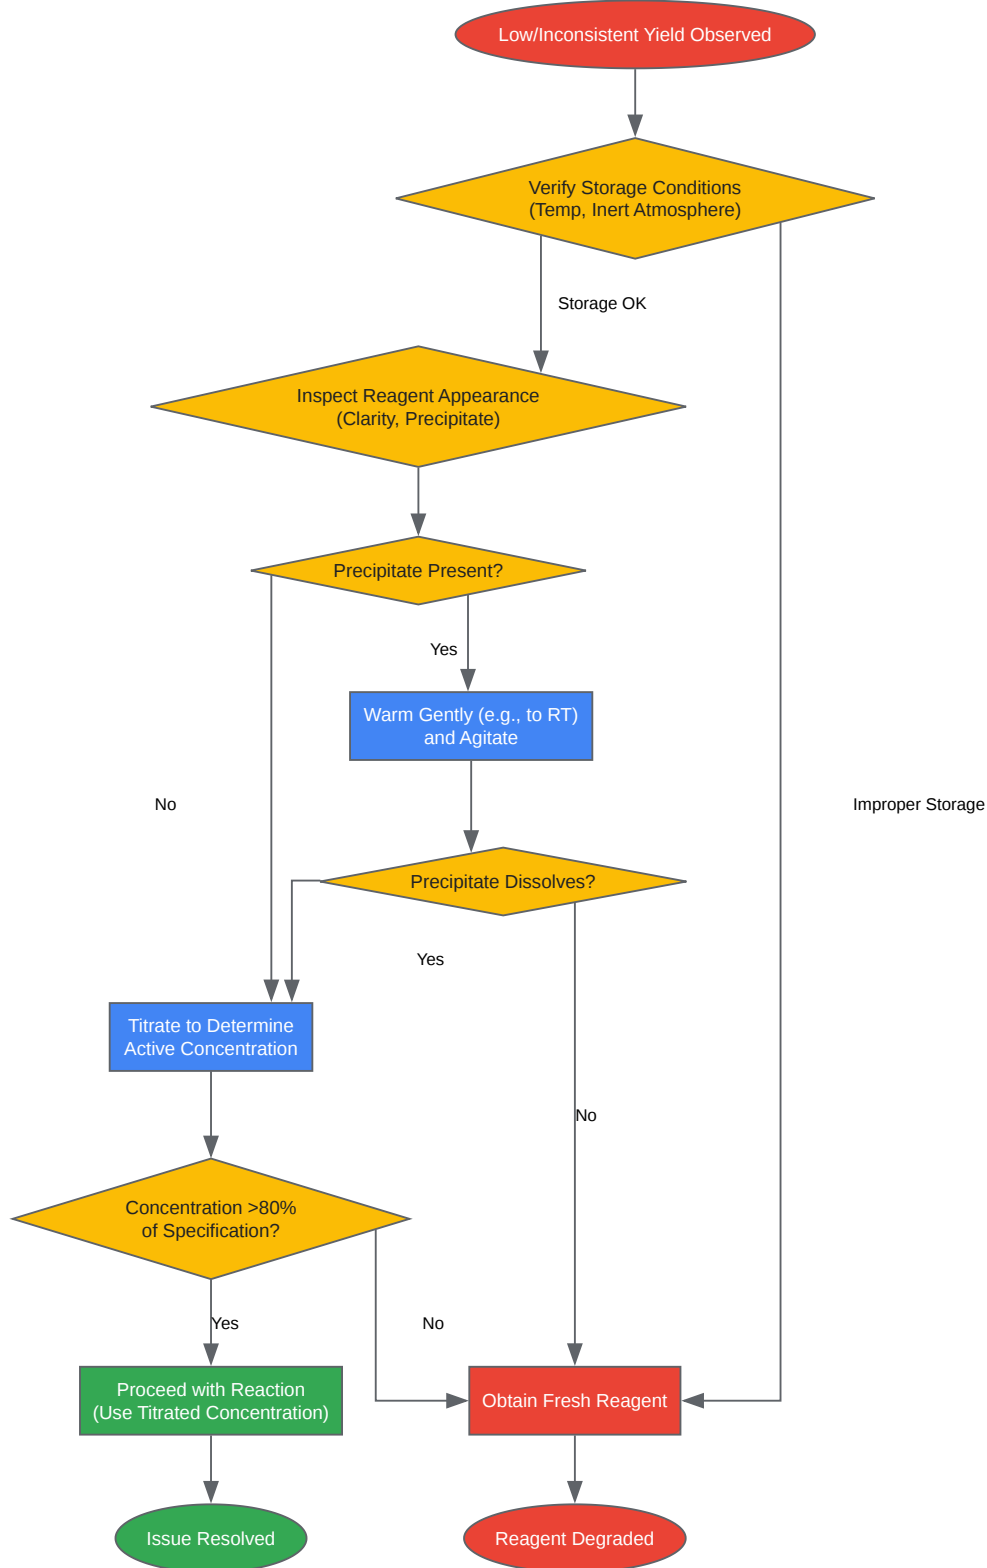 Low/Inconsistent Yield Observed
Verify Storage Conditions
(Temp, Inert Atmosphere)
Storage OK
Inspect Reagent Appearance
(Clarity, Precipitate)
Precipitate Present?
Yes
Warm Gently (e.g., to RT)
and Agitate
No
Improper Storage
Precipitate Dissolves?
Yes
Titrate to Determine
Active Concentration
No
Concentration >80%
of Specification?
Yes
No
Proceed with Reaction
(Use Titrated Concentration)
Obtain Fresh Reagent
Issue Resolved
Reagent Degraded